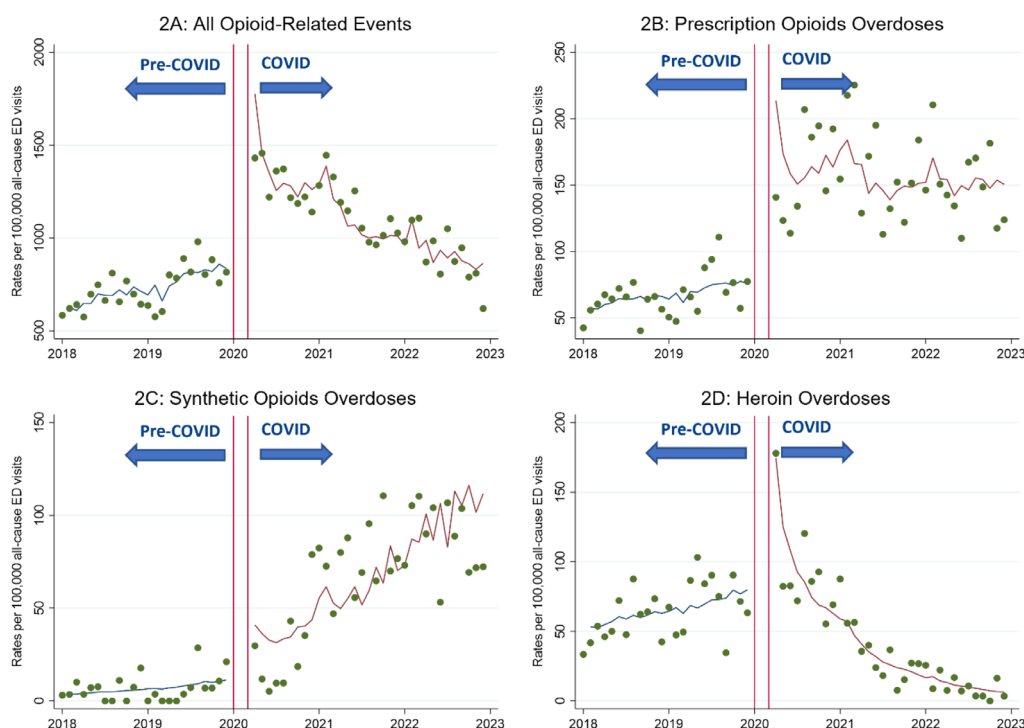 2A: All Opioid-Related Events
Rates per 100,000 all-cause ED visits
2000
1500
1000
500
Pre-COVID
COVID
2018
2019
2020
2021
2022
2023
2B: Prescription Opioids Overdoses
Rates per 100,000 all-cause ED visits
250
200
150
100
50
Pre-COVID
COVID
2018
2019
2020
2021
2022
2023
2C: Synthetic Opioids Overdoses
Rates per 100,000 all-cause ED visits
150
100
50
0
Pre-COVID
COVID
2018
2019
2020
2021
2022
2023
2D: Heroin Overdoses
Rates per 100,000 all-cause ED visits
200
150
100
50
0
Pre-COVID
COVID
2018
2019
2020
2021
2022
2023